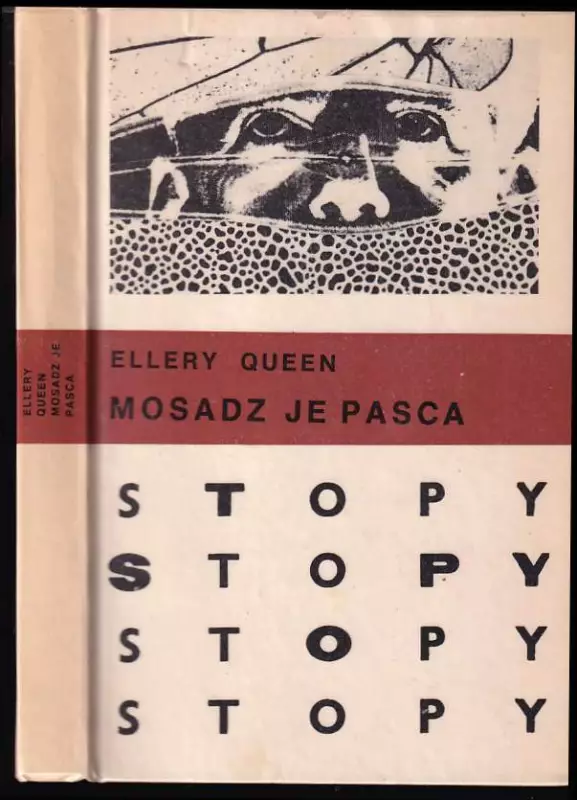 ELLERY QUEEN
MOSADZ JE PASCA
S T O P Y
S T O P Y
S T O P Y
S T O P Y
ELLERY
QUEEN
MOSADZ JE
PASCA